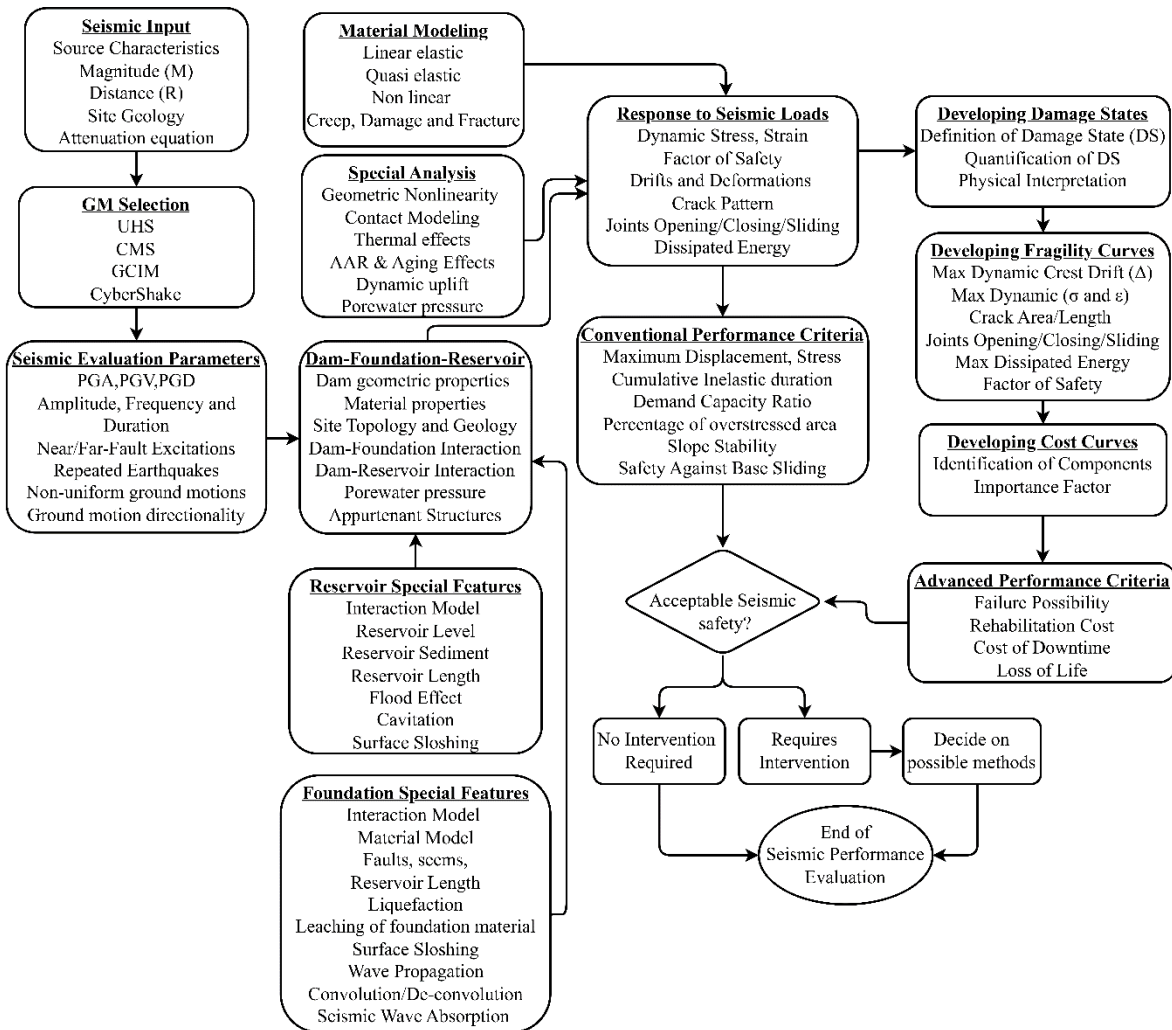 Seismic Input
Source Characteristics
Magnitude (M)
Distance (R)
Site Geology
Attenuation equation
GM Selection
UHS
CMS
GCIM
CyberShake
Seismic Evaluation Parameters
PGA,PGV,PGD
Amplitude, Frequency and
Duration
Near/Far-Fault Excitations
Repeated Earthquakes
Non-uniform ground motions
Ground motion directionality
Material Modeling
Linear elastic
Quasi elastic
Non linear
Creep, Damage and Fracture
Special Analysis
Geometric Nonlinearity
Contact Modeling
Thermal effects
AAR & Aging Effects
Dynamic uplift
Porewater pressure
Dam-Foundation-Reservoir
Dam geometric properties
Material properties
Site Topology and Geology
Dam-Foundation Interaction
Dam-Reservoir Interaction
Porewater pressure
Appurtenant Structures
Reservoir Special Features
Interaction Model
Reservoir Level
Reservoir Sediment
Reservoir Length
Flood Effect
Cavitation
Surface Sloshing
Foundation Special Features
Interaction Model
Material Model
Faults, seems,
Reservoir Length
Liquefaction
Leaching of foundation material
Surface Sloshing
Wave Propagation
Convolution/De-convolution
Seismic Wave Absorption
Response to Seismic Loads
Dynamic Stress, Strain
Factor of Safety
Drifts and Deformations
Crack Pattern
Joints Opening/Closing/Sliding
Dissipated Energy
Conventional Performance Criteria
Maximum Displacement, Stress
Cumulative Inelastic duration
Demand Capacity Ratio
Percentage of overstressed area
Slope Stability
Safety Against Base Sliding
Developing Damage States
Definition of Damage State (DS)
Quantification of DS
Physical Interpretation
Developing Fragility Curves
Max Dynamic Crest Drift (Δ)
Max Dynamic (σ and ε)
Crack Area/Length
Joints Opening/Closing/Sliding
Max Dissipated Energy
Factor of Safety
Developing Cost Curves
Identification of Components
Importance Factor
Advanced Performance Criteria
Failure Possibility
Rehabilitation Cost
Cost of Downtime
Loss of Life
Acceptable Seismic
safety?
No Intervention
Required
Requires
Intervention
Decide on
possible methods
End of
Seismic Performance
Evaluation